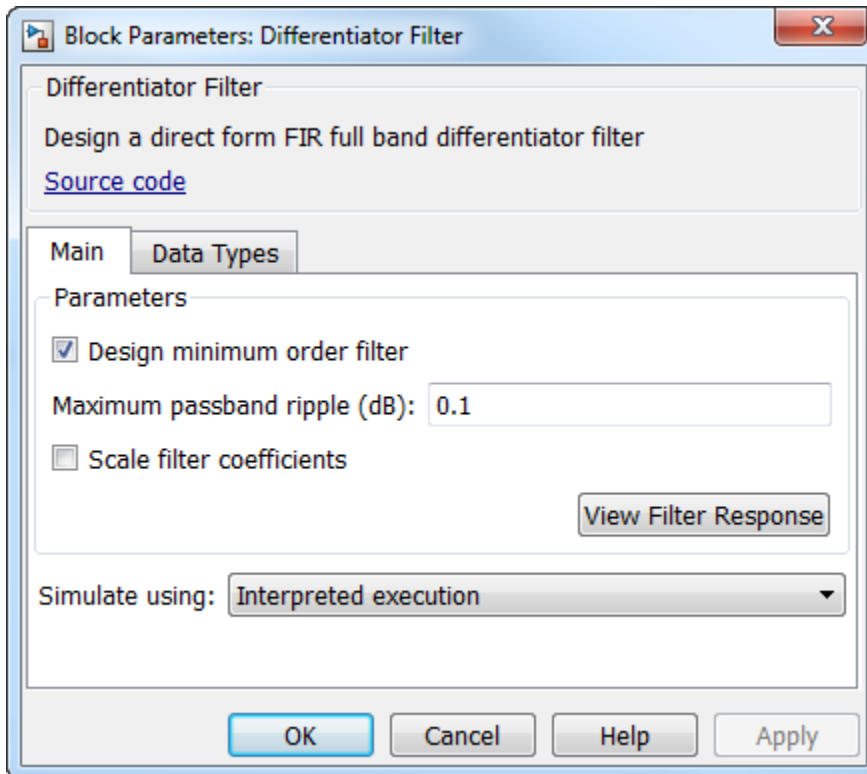 Block Parameters: Differentiator Filter
Differentiator Filter
Design a direct form FIR full band differentiator filter
Source code
Main
Data Types
Parameters
Design minimum order filter
Maximum passband ripple (dB): 0.1
Scale filter coefficients
View Filter Response
Simulate using: Interpreted execution
OK
Cancel
Help
Apply